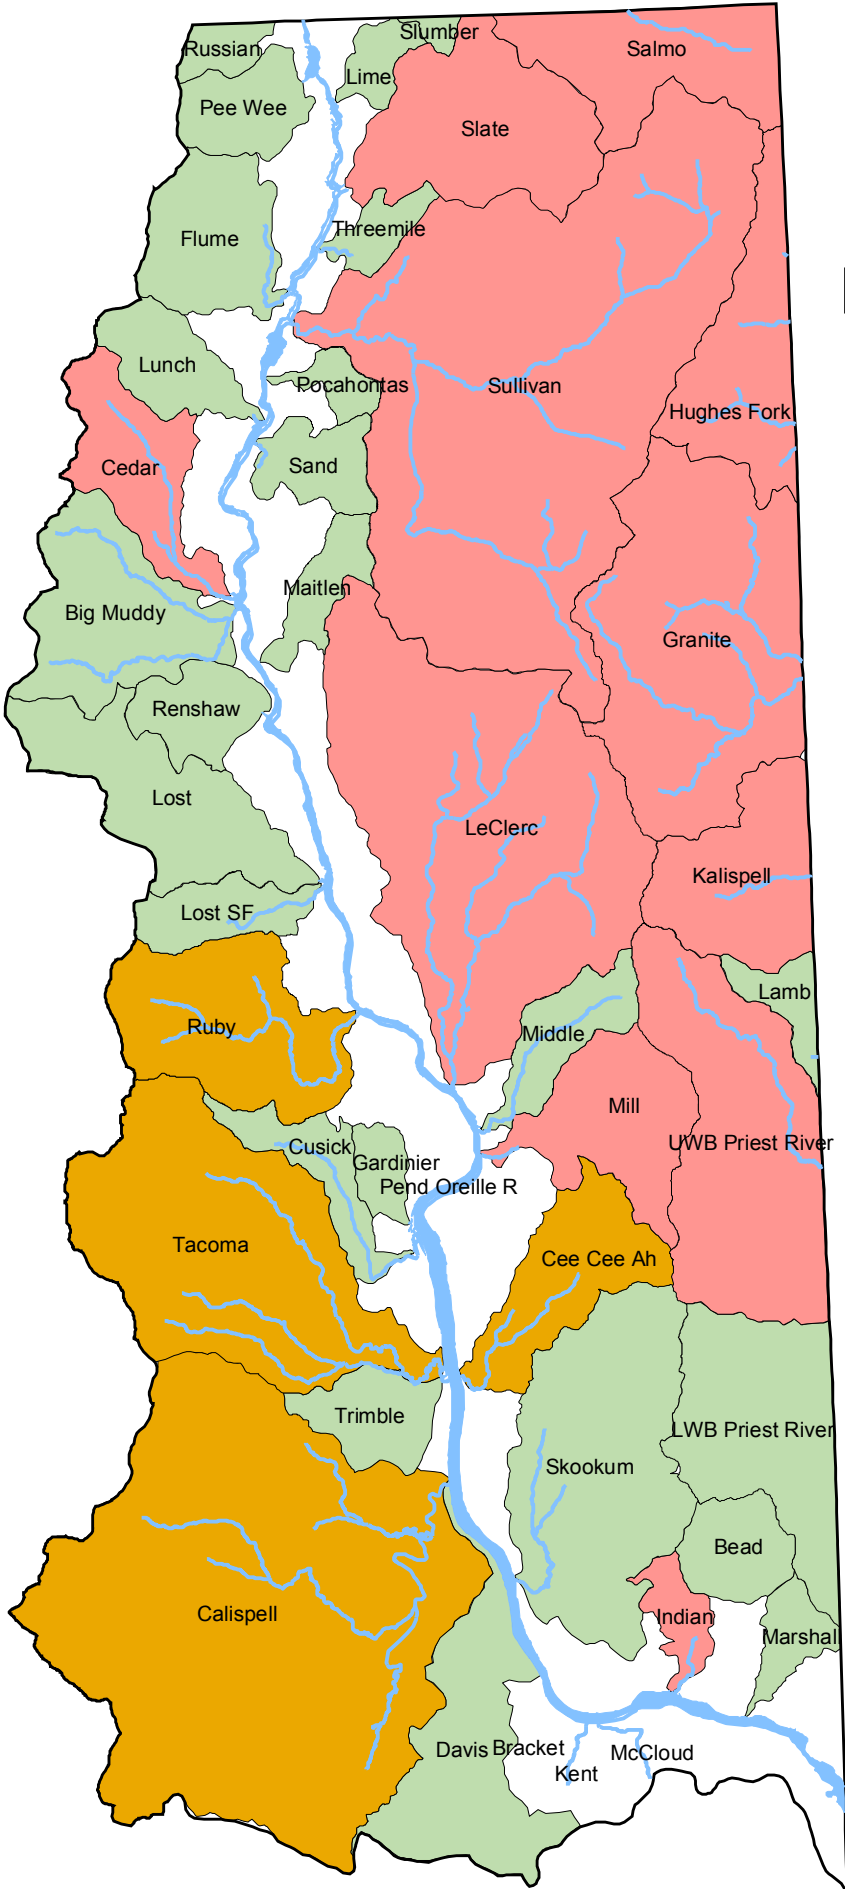 Slumber
Russian
Salmo
Lime
Pee Wee
Slate
Threemile
Flume
Lunch
Pocahontas
Sullivan
Hughes Fork
Cedar
Sand
Maitlen
Big Muddy
Granite
Renshaw
Lost
LeClerc
Kalispell
Lost SF
Lamb
Ruby
Middle
Mill
UWB Priest River
Cusick
Gardinier
Pend Oreille R
Tacoma
Cee Cee Ah
Trimble
LWB Priest River
Skookum
Bead
Calispell
Indian
Marshall
Davis
Bracket
McCloud
Kent